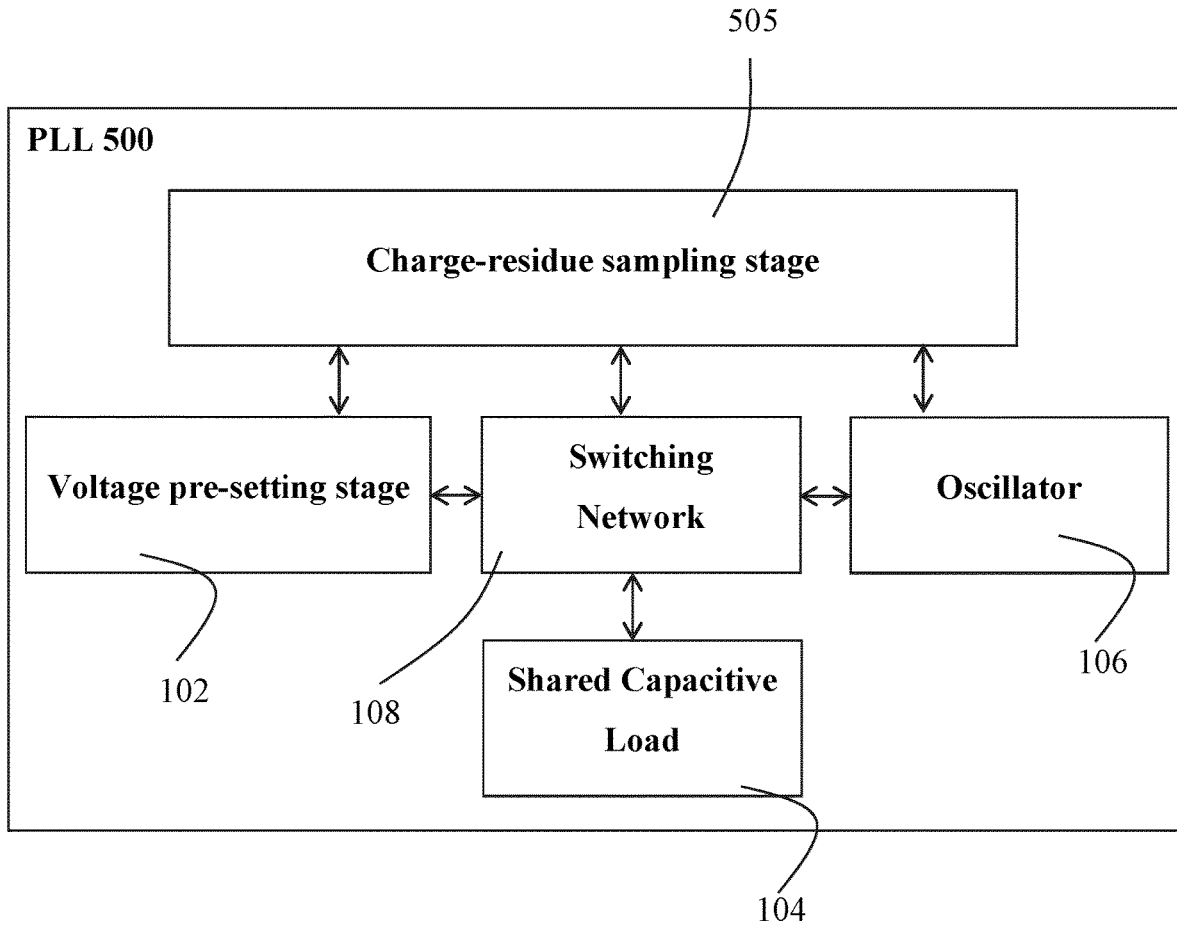 505
PLL 500
Charge-residue sampling stage
Voltage pre-setting stage
Switching
Network
Oscillator
102
108
106
Shared Capacitive
Load
104